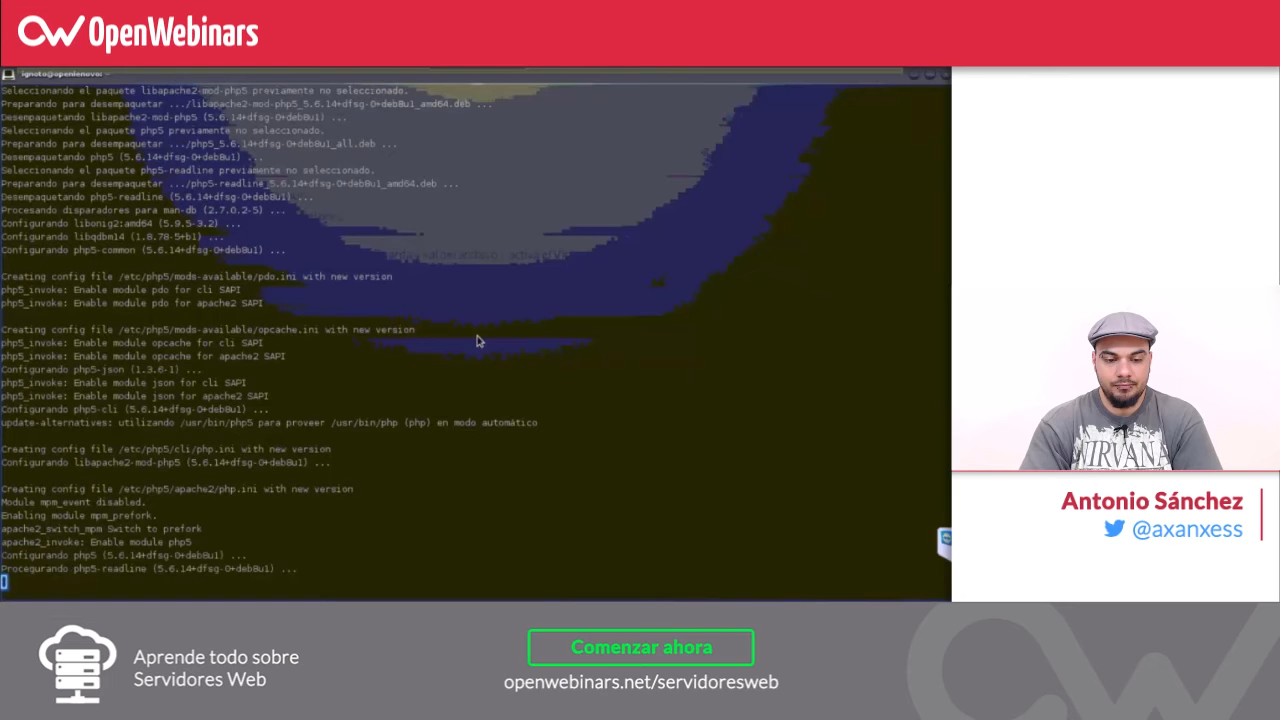 OpenWebinars
ignoto@openlenovo: ~
Seleccionando el paquete libapache2-mod-php5 previamente no seleccionado.
Preparando para desempaquetar .../libapache2-mod-php5_5.6.14+dfsg-0+deb8u1_amd64.deb ...
Desempaquetando libapache2-mod-php5 (5.6.14+dfsg-0+deb8u1) ...
Seleccionando el paquete php5 previamente no seleccionado.
Preparando para desempaquetar .../php5_5.6.14+dfsg-0+deb8u1_all.deb ...
Desempaquetando php5 (5.6.14+dfsg-0+deb8u1) ...
Seleccionando el paquete php5-readline previamente no seleccionado.
Preparando para desempaquetar .../php5-readline_5.6.14+dfsg-0+deb8u1_amd64.deb ...
Desempaquetando php5-readline (5.6.14+dfsg-0+deb8u1) ...
Procesando disparadores para man-db (2.7.0.2-5) ...
Configurando libonig2:amd64 (5.9.5-3.2) ...
Configurando libqdbm14 (1.8.78-5+b1) ...
Configurando php5-common (5.6.14+dfsg-0+deb8u1) ...
Creating config file /etc/php5/mods-available/pdo.ini with new version
php5_invoke: Enable module pdo for cli SAPI
php5_invoke: Enable module pdo for apache2 SAPI
Creating config file /etc/php5/mods-available/opcache.ini with new version
php5_invoke: Enable module opcache for cli SAPI
php5_invoke: Enable module opcache for apache2 SAPI
Configurando php5-json (1.3.6-1) ...
php5_invoke: Enable module json for cli SAPI
php5_invoke: Enable module json for apache2 SAPI
Configurando php5-cli (5.6.14+dfsg-0+deb8u1) ...
update-alternatives: utilizando /usr/bin/php5 para proveer /usr/bin/php (php) en modo automático
Creating config file /etc/php5/cli/php.ini with new version
Configurando libapache2-mod-php5 (5.6.14+dfsg-0+deb8u1) ...
Creating config file /etc/php5/apache2/php.ini with new version
Module mpm_event disabled.
Enabling module mpm_prefork.
apache2_switch_mpm Switch to prefork
apache2_invoke: Enable module php5
Configurando php5 (5.6.14+dfsg-0+deb8u1) ...
Procegurando php5-readline (5.6.14+dfsg-0+deb8u1) ...
NIRVANA
Antonio Sánchez
@axanxess
Aprende todo sobre
Servidores Web
Comenzar ahora
openwebinars.net/servidoresweb